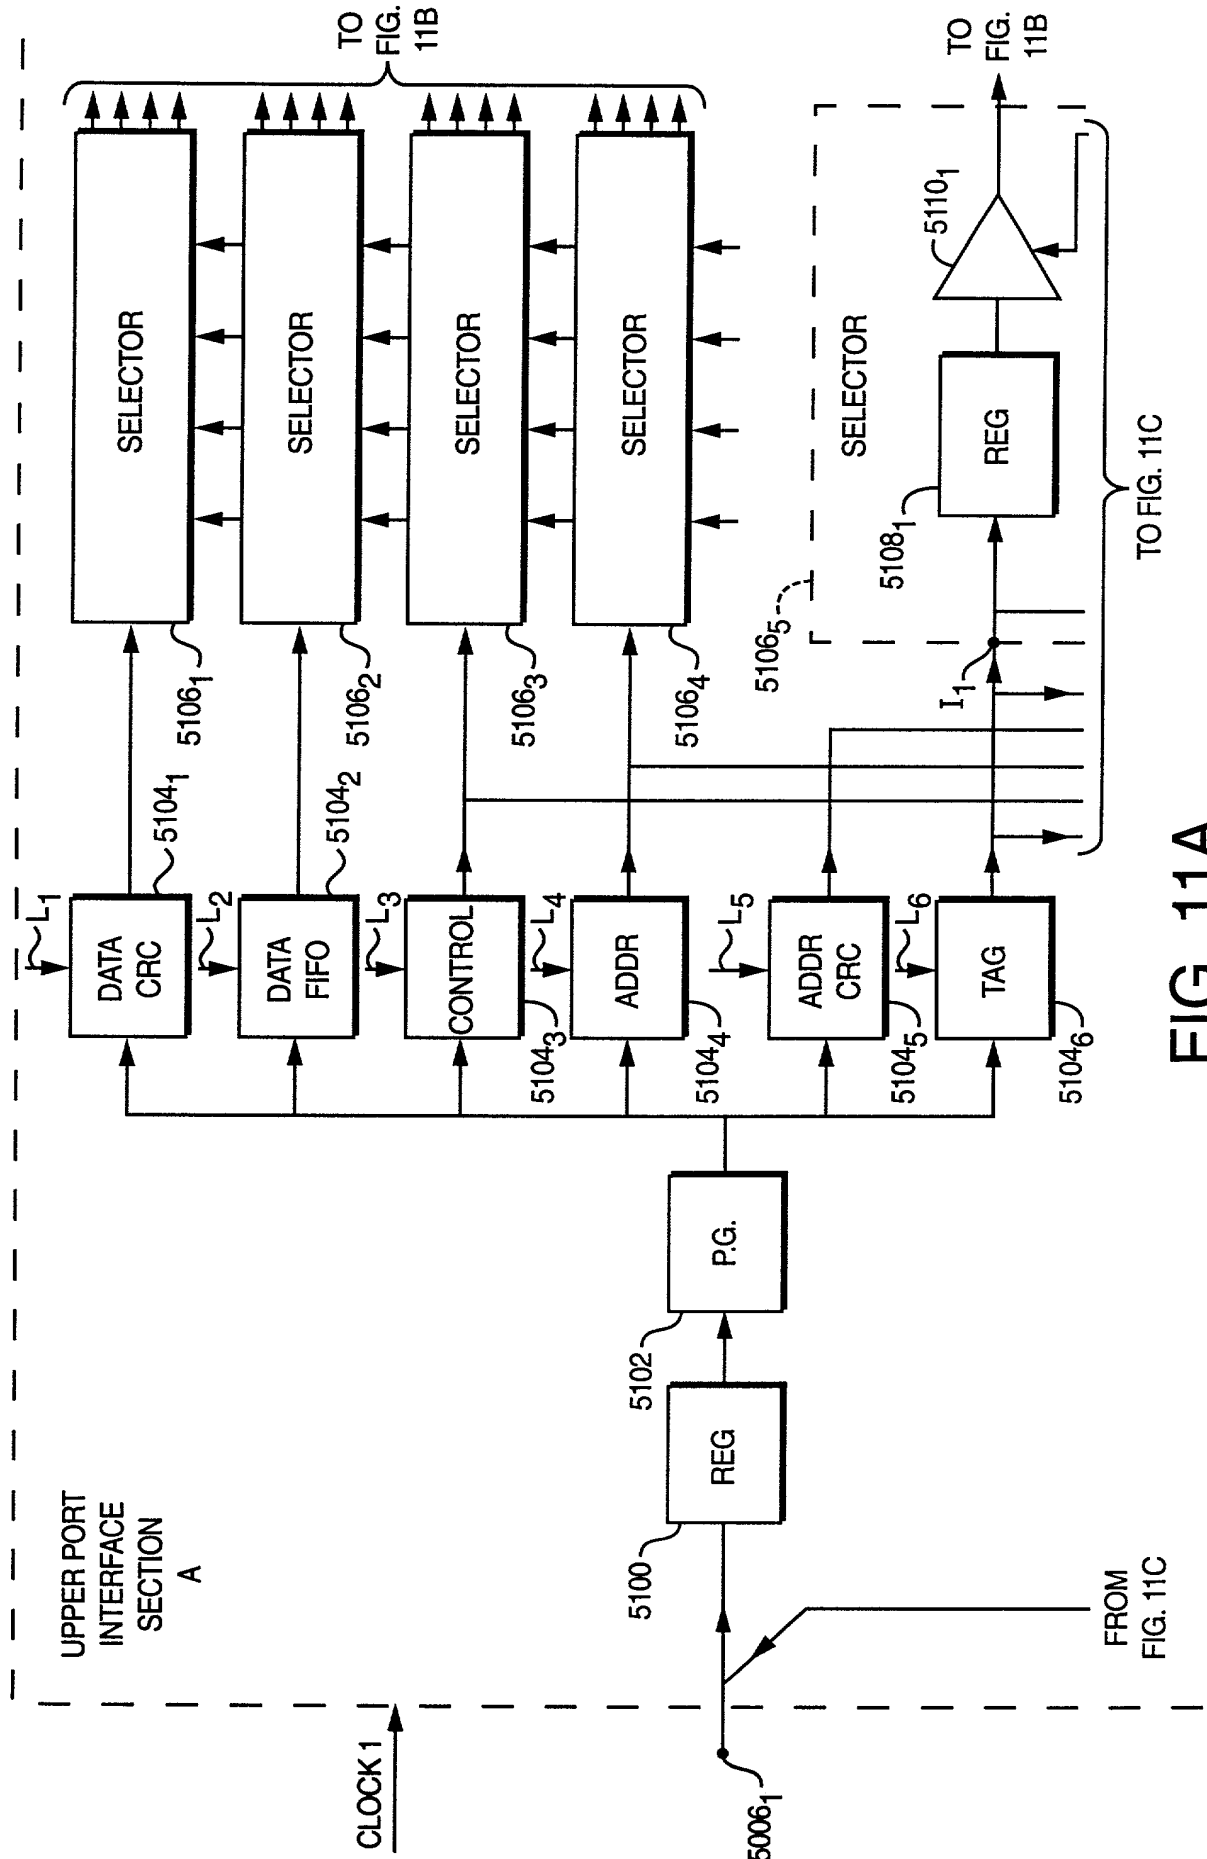 UPPER PORT
INTERFACE
SECTION
A
CLOCK 1
5006₁
FROM
FIG. 11C
5100
REG
5102
P.G.
L₁
DATA
CRC
5104₁
L₂
DATA
FIFO
5104₂
L₃
CONTROL
5104₃
L₄
ADDR
5104₄
L₅
ADDR
CRC
5104₅
L₆
TAG
5104₆
SELECTOR
5106₁
SELECTOR
5106₂
SELECTOR
5106₃
SELECTOR
5106₄
TO
FIG.
11B
5106₅
SELECTOR
I₁
5108₁
REG
5110₁
TO
FIG.
11B
TO FIG. 11C
FIG. 11A